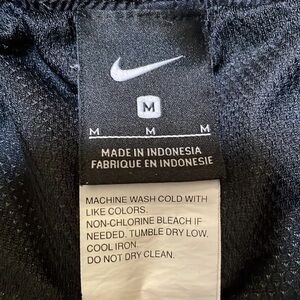 M
M M M
MADE IN INDONESIA
FABRIQUE EN INDONESIE
MACHINE WASH COLD WITH
LIKE COLORS.
NON-CHLORINE BLEACH IF
NEEDED. TUMBLE DRY LOW.
COOL IRON.
DO NOT DRY CLEAN.